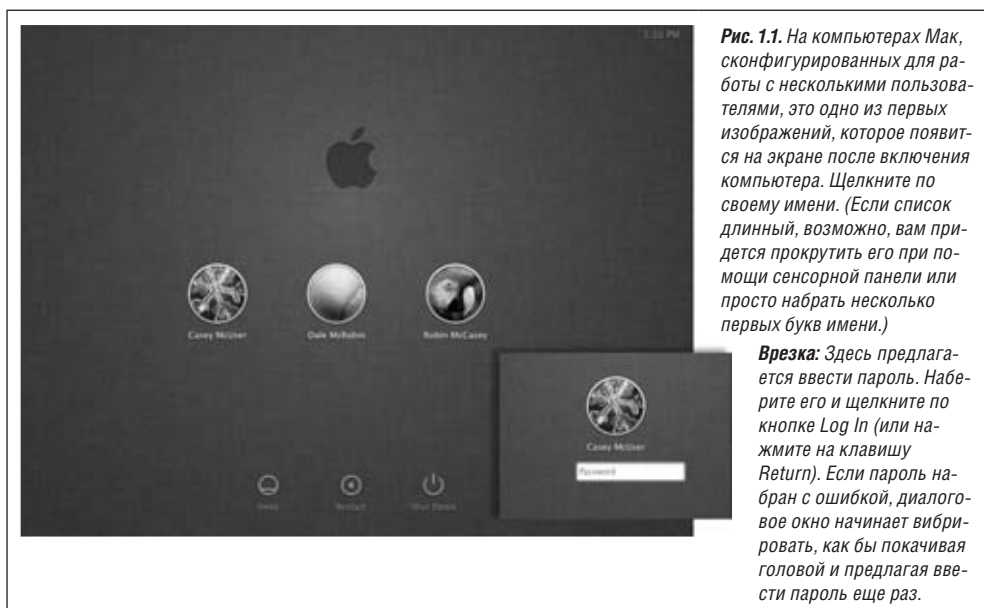 3:20 PM
Casey McUser
Dale McRobin
Robin McCasey
Casey McUser
Password
Sleep
Restart
Shut Down
Рис. 1.1. На компьютерах Мак,
сконфигурированных для ра-
боты с несколькими пользова-
телями, это одно из первых
изображений, которое появит-
ся на экране после включения
компьютера. Щелкните по
своему имени. (Если список
длинный, возможно, вам при-
дется прокрутить его при по-
мощи сенсорной панели или
просто набрать несколько
первых букв имени.)
Врезка: Здесь предлага-
ется ввести пароль. Набе-
рите его и щелкните по
кнопке Log In (или на-
жмите на клавишу
Return). Если пароль на-
бран с ошибкой, диалого-
вое окно начинает вибри-
ровать, как бы покачивая
головой и предлагая вве-
сти пароль еще раз.